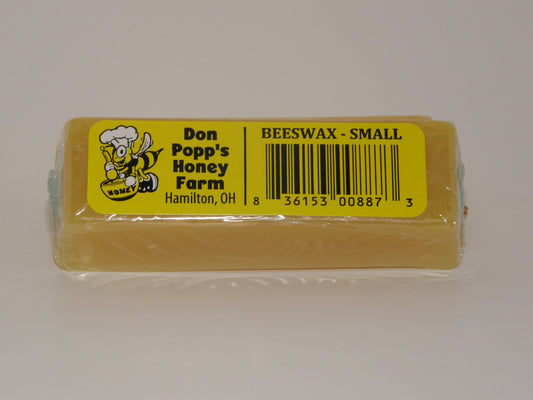 Don
Popp's
Honey
Farm
Hamilton, OH
HONEY
BEESWAX - SMALL
8 36153 00887 3